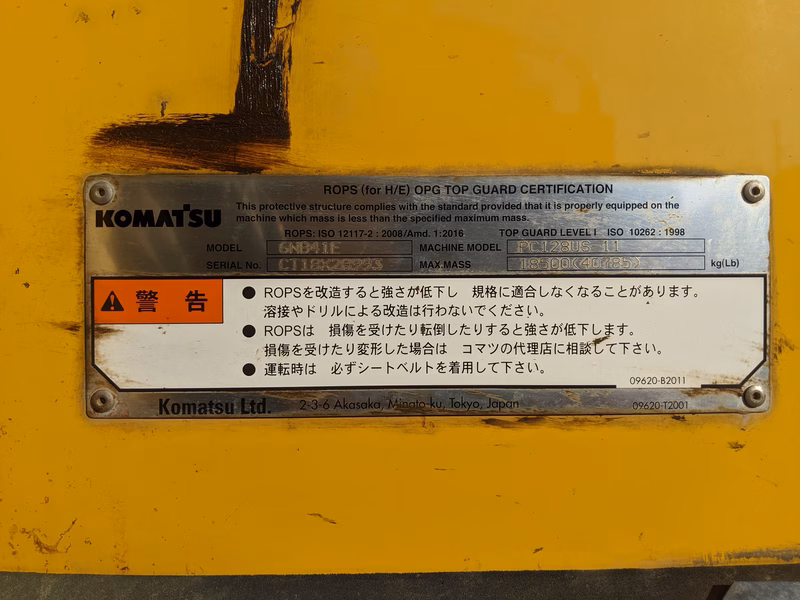 ROPS (for H/E) OPG TOP GUARD CERTIFICATION
KOMATSU
This protective structure complies with the standard provided that it is properly equipped on the
machine which mass is less than the specified maximum mass.
ROPS: ISO 12117-2 : 2008/Amd. 1:2016 TOP GUARD LEVEL I ISO 10262 : 1998
MODEL MACHINE MODEL PC128US-11
SERIAL No. MAX.MASS kg(Lb)
警告
● ROPSを改造すると強さが低下し 規格に適合しなくなることがあります。
溶接やドリルによる改造は行わないでください。
● ROPSは 損傷を受けたり転倒したりすると強さが低下します。
損傷を受けたり変形した場合は コマツの代理店に相談して下さい。
● 運転時は 必ずシートベルトを着用して下さい。
09620-B2011
Komatsu Ltd. 2-3-6 Akasaka, Minato-ku, Tokyo, Japan 09620-T2001